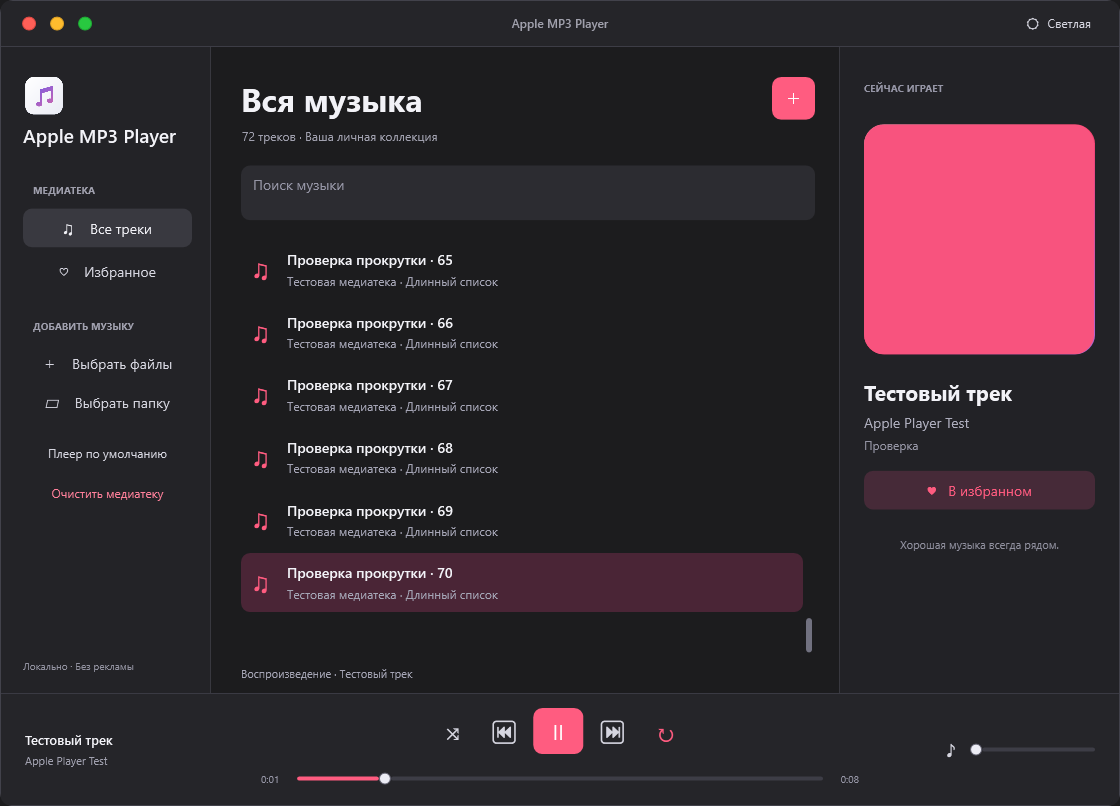 Apple MP3 Player
Светлая
Apple MP3 Player
МЕДИАТЕКА
Все треки
Избранное
ДОБАВИТЬ МУЗЫКУ
+ Выбрать файлы
Выбрать папку
Плеер по умолчанию
Очистить медиатеку
Локально · Без рекламы
Вся музыка
+
72 треков · Ваша личная коллекция
Поиск музыки
Проверка прокрутки · 65
Тестовая медиатека · Длинный список
Проверка прокрутки · 66
Тестовая медиатека · Длинный список
Проверка прокрутки · 67
Тестовая медиатека · Длинный список
Проверка прокрутки · 68
Тестовая медиатека · Длинный список
Проверка прокрутки · 69
Тестовая медиатека · Длинный список
Проверка прокрутки · 70
Тестовая медиатека · Длинный список
Воспроизведение · Тестовый трек
СЕЙЧАС ИГРАЕТ
Тестовый трек
Apple Player Test
Проверка
В избранном
Хорошая музыка всегда рядом.
Тестовый трек
Apple Player Test
0:01
0:08